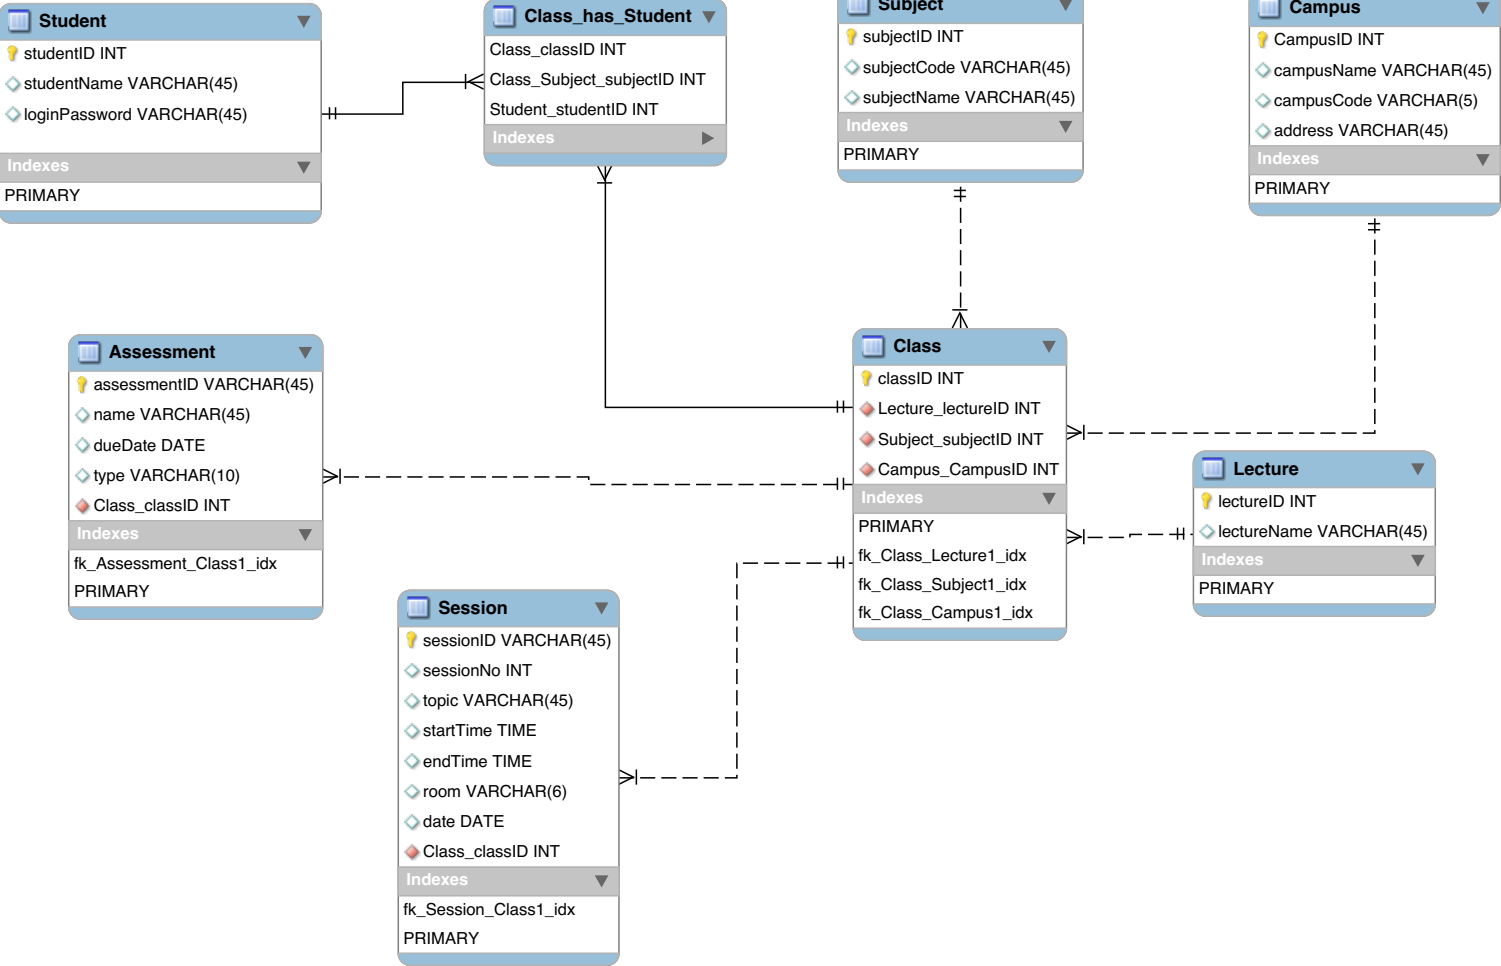 Student
studentID INT
studentName VARCHAR(45)
loginPassword VARCHAR(45)
Indexes
PRIMARY
Class_has_Student
Class_classID INT
Class_Subject_subjectID INT
Student_studentID INT
Indexes
Subject
subjectID INT
subjectCode VARCHAR(45)
subjectName VARCHAR(45)
Indexes
PRIMARY
Campus
CampusID INT
campusName VARCHAR(45)
campusCode VARCHAR(5)
address VARCHAR(45)
Indexes
PRIMARY
Assessment
assessmentID VARCHAR(45)
name VARCHAR(45)
dueDate DATE
type VARCHAR(10)
Class_classID INT
Indexes
fk_Assessment_Class1_idx
PRIMARY
Class
classID INT
Lecture_lectureID INT
Subject_subjectID INT
Campus_CampusID INT
Indexes
PRIMARY
fk_Class_Lecture1_idx
fk_Class_Subject1_idx
fk_Class_Campus1_idx
Lecture
lectureID INT
lectureName VARCHAR(45)
Indexes
PRIMARY
Session
sessionID VARCHAR(45)
sessionNo INT
topic VARCHAR(45)
startTime TIME
endTime TIME
room VARCHAR(6)
date DATE
Class_classID INT
Indexes
fk_Session_Class1_idx
PRIMARY